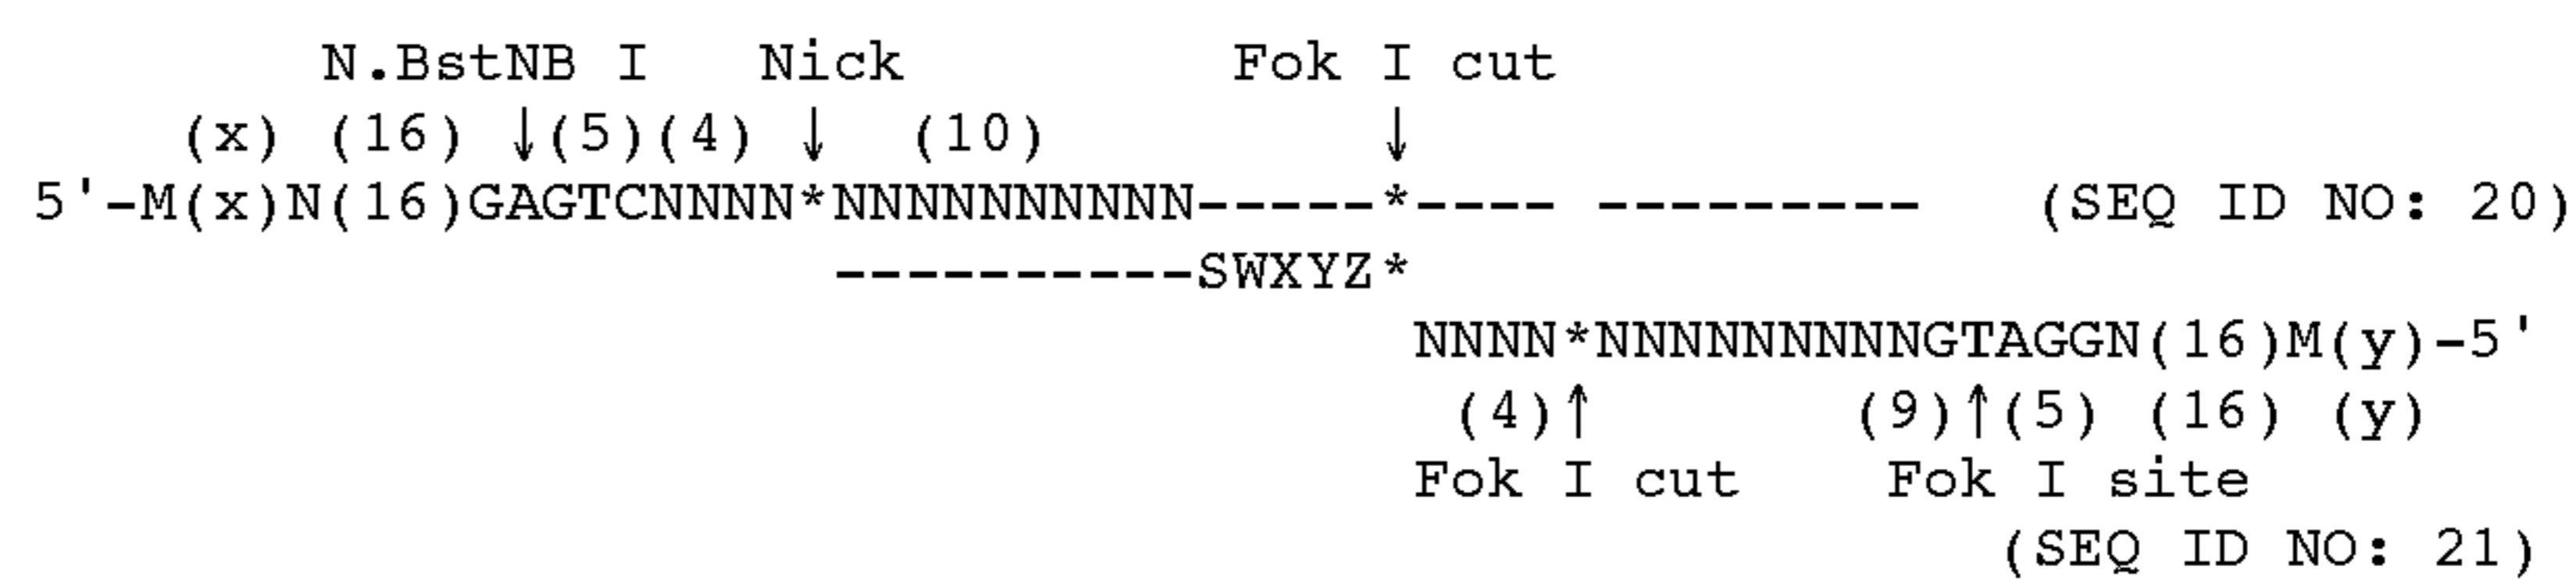 N.BstNB I Nick Fok I cut
(x) (16) ↓(5)(4) ↓ (10) ↓
5'-M(x)N(16)GAGTCNNNN*NNNNNNNNNN-----*---- --------- (SEQ ID NO: 20)
----------SWXYZ*
NNNN*NNNNNNNNNGTAGGN(16)M(y)-5'
(4)↑ (9)↑(5) (16) (y)
Fok I cut Fok I site
(SEQ ID NO: 21)